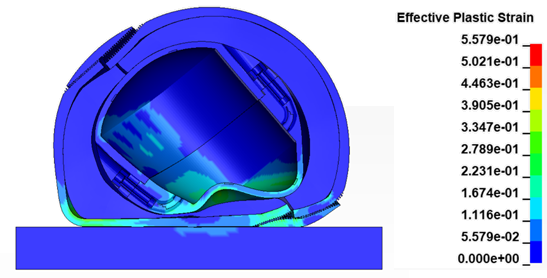 Effective Plastic Strain
5.579e-01
5.021e-01
4.463e-01
3.905e-01
3.347e-01
2.789e-01
2.231e-01
1.674e-01
1.116e-01
5.579e-02
0.000e+00